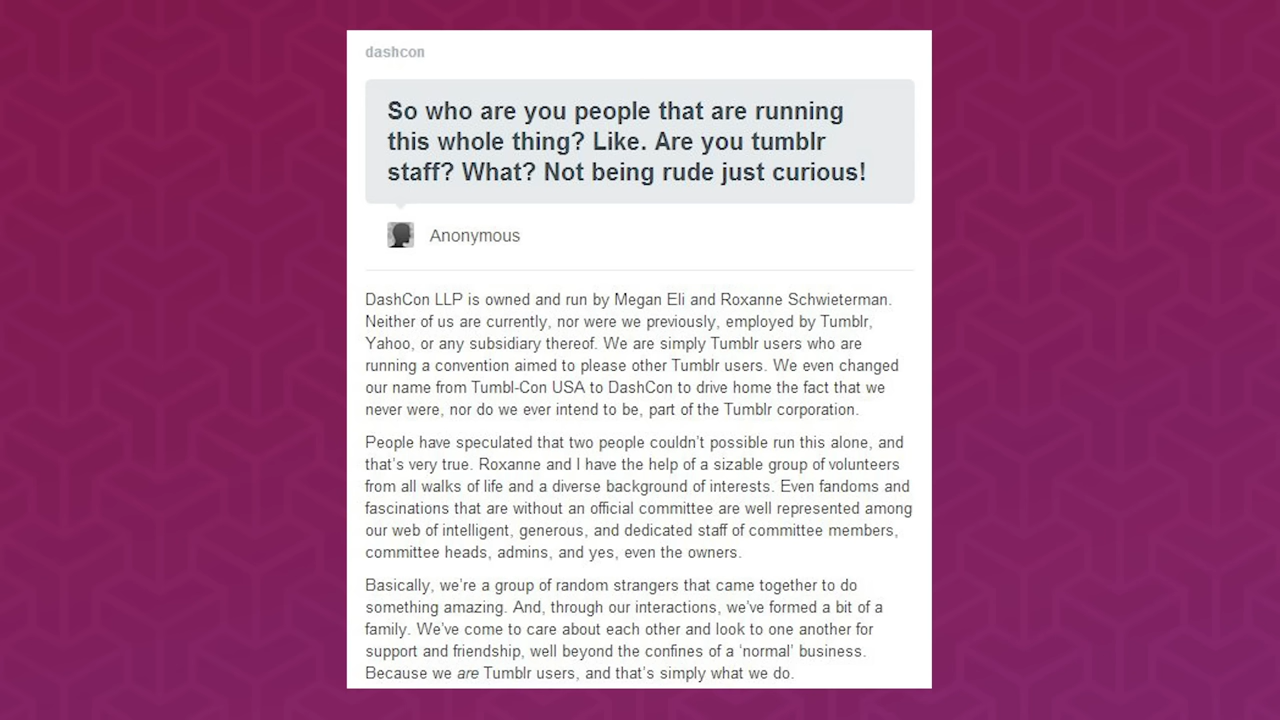 dashcon
So who are you people that are running
this whole thing? Like. Are you tumblr
staff? What? Not being rude just curious!
Anonymous
DashCon LLP is owned and run by Megan Eli and Roxanne Schwieterman.
Neither of us are currently, nor were we previously, employed by Tumblr,
Yahoo, or any subsidiary thereof. We are simply Tumblr users who are
running a convention aimed to please other Tumblr users. We even changed
our name from Tumbl-Con USA to DashCon to drive home the fact that we
never were, nor do we ever intend to be, part of the Tumblr corporation.
People have speculated that two people couldn't possible run this alone, and
that's very true. Roxanne and I have the help of a sizable group of volunteers
from all walks of life and a diverse background of interests. Even fandoms and
fascinations that are without an official committee are well represented among
our web of intelligent, generous, and dedicated staff of committee members,
committee heads, admins, and yes, even the owners.
Basically, we're a group of random strangers that came together to do
something amazing. And, through our interactions, we've formed a bit of a
family. We've come to care about each other and look to one another for
support and friendship, well beyond the confines of a 'normal' business.
Because we are Tumblr users, and that's simply what we do.